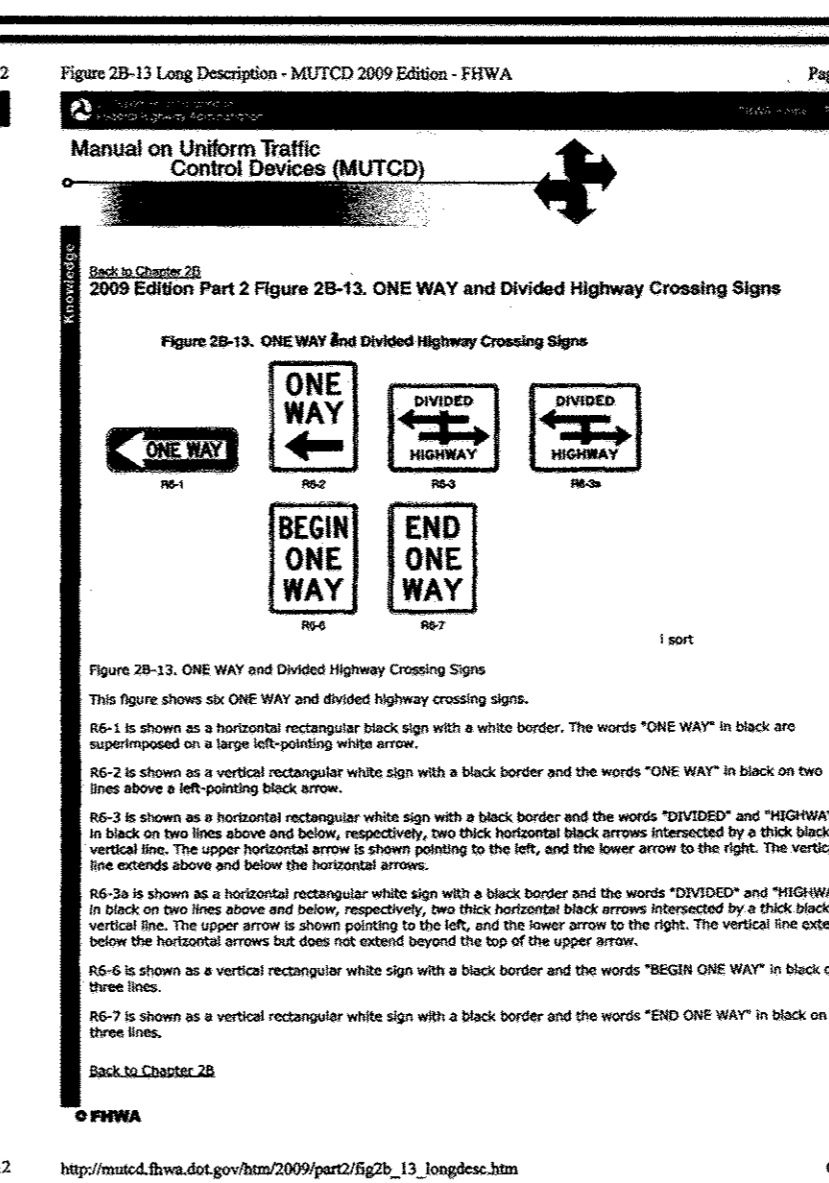 2
Figure 2B-13 Long Description - MUTCD 2009 Edition - FHWA
Pag
Federal Highway Administration
FHWA Home
Manual on Uniform Traffic
Control Devices (MUTCD)
Knowledge
Back to Chapter 2B
2009 Edition Part 2 Figure 2B-13. ONE WAY and Divided Highway Crossing Signs
Figure 2B-13. ONE WAY and Divided Highway Crossing Signs
ONE WAY
R6-1
ONE
WAY
R6-2
DIVIDED
HIGHWAY
R6-3
DIVIDED
HIGHWAY
R6-3a
BEGIN
ONE
WAY
R6-6
END
ONE
WAY
R6-7
i sort
Figure 2B-13. ONE WAY and Divided Highway Crossing Signs
This figure shows six ONE WAY and divided highway crossing signs.
R6-1 is shown as a horizontal rectangular black sign with a white border. The words "ONE WAY" in black are
superimposed on a large left-pointing white arrow.
R6-2 is shown as a vertical rectangular white sign with a black border and the words "ONE WAY" in black on two
lines above a left-pointing black arrow.
R6-3 is shown as a horizontal rectangular white sign with a black border and the words "DIVIDED" and "HIGHWAY
in black on two lines above and below, respectively, two thick horizontal black arrows intersected by a thick black
vertical line. The upper horizontal arrow is shown pointing to the left, and the lower arrow to the right. The vertic
line extends above and below the horizontal arrows.
R6-3a is shown as a horizontal rectangular white sign with a black border and the words "DIVIDED" and "HIGHWA
in black on two lines above and below, respectively, two thick horizontal black arrows intersected by a thick black
vertical line. The upper arrow is shown pointing to the left, and the lower arrow to the right. The vertical line exte
below the horizontal arrows but does not extend beyond the top of the upper arrow.
R6-6 is shown as a vertical rectangular white sign with a black border and the words "BEGIN ONE WAY" in black o
three lines.
R6-7 is shown as a vertical rectangular white sign with a black border and the words "END ONE WAY" in black on
three lines.
Back to Chapter 2B
FHWA
2
http://mutcd.fhwa.dot.gov/htm/2009/part2/fig2b_13_longdesc.htm